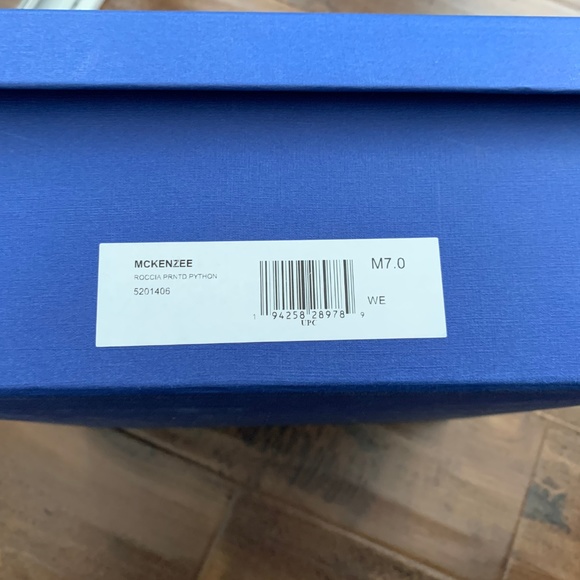 MCKENZEE
ROCCIA PRNTD PYTHON
5201406
M7.0
WE
1 94258 28978 9
UPC